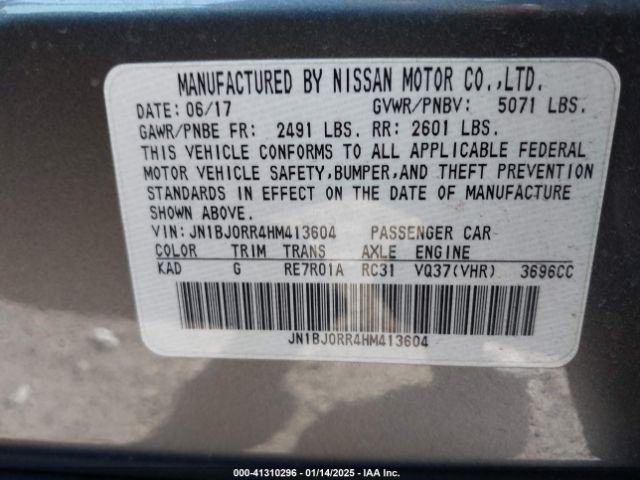 MANUFACTURED BY NISSAN MOTOR CO.,LTD.
DATE: 06/17 GVWR/PNBV: 5071 LBS.
GAWR/PNBE FR: 2491 LBS. RR: 2601 LBS.
THIS VEHICLE CONFORMS TO ALL APPLICABLE FEDERAL
MOTOR VEHICLE SAFETY,BUMPER,AND THEFT PREVENTION
STANDARDS IN EFFECT ON THE DATE OF MANUFACTURE
SHOWN ABOVE.
VIN: JN1BJ0RR4HM413604 PASSENGER CAR
COLOR TRIM TRANS AXLE ENGINE
KAD G RE7R01A RC31 VQ37(VHR) 3696CC
JN1BJ0RR4HM413604
000-41310296 - 01/14/2025 - IAA Inc.